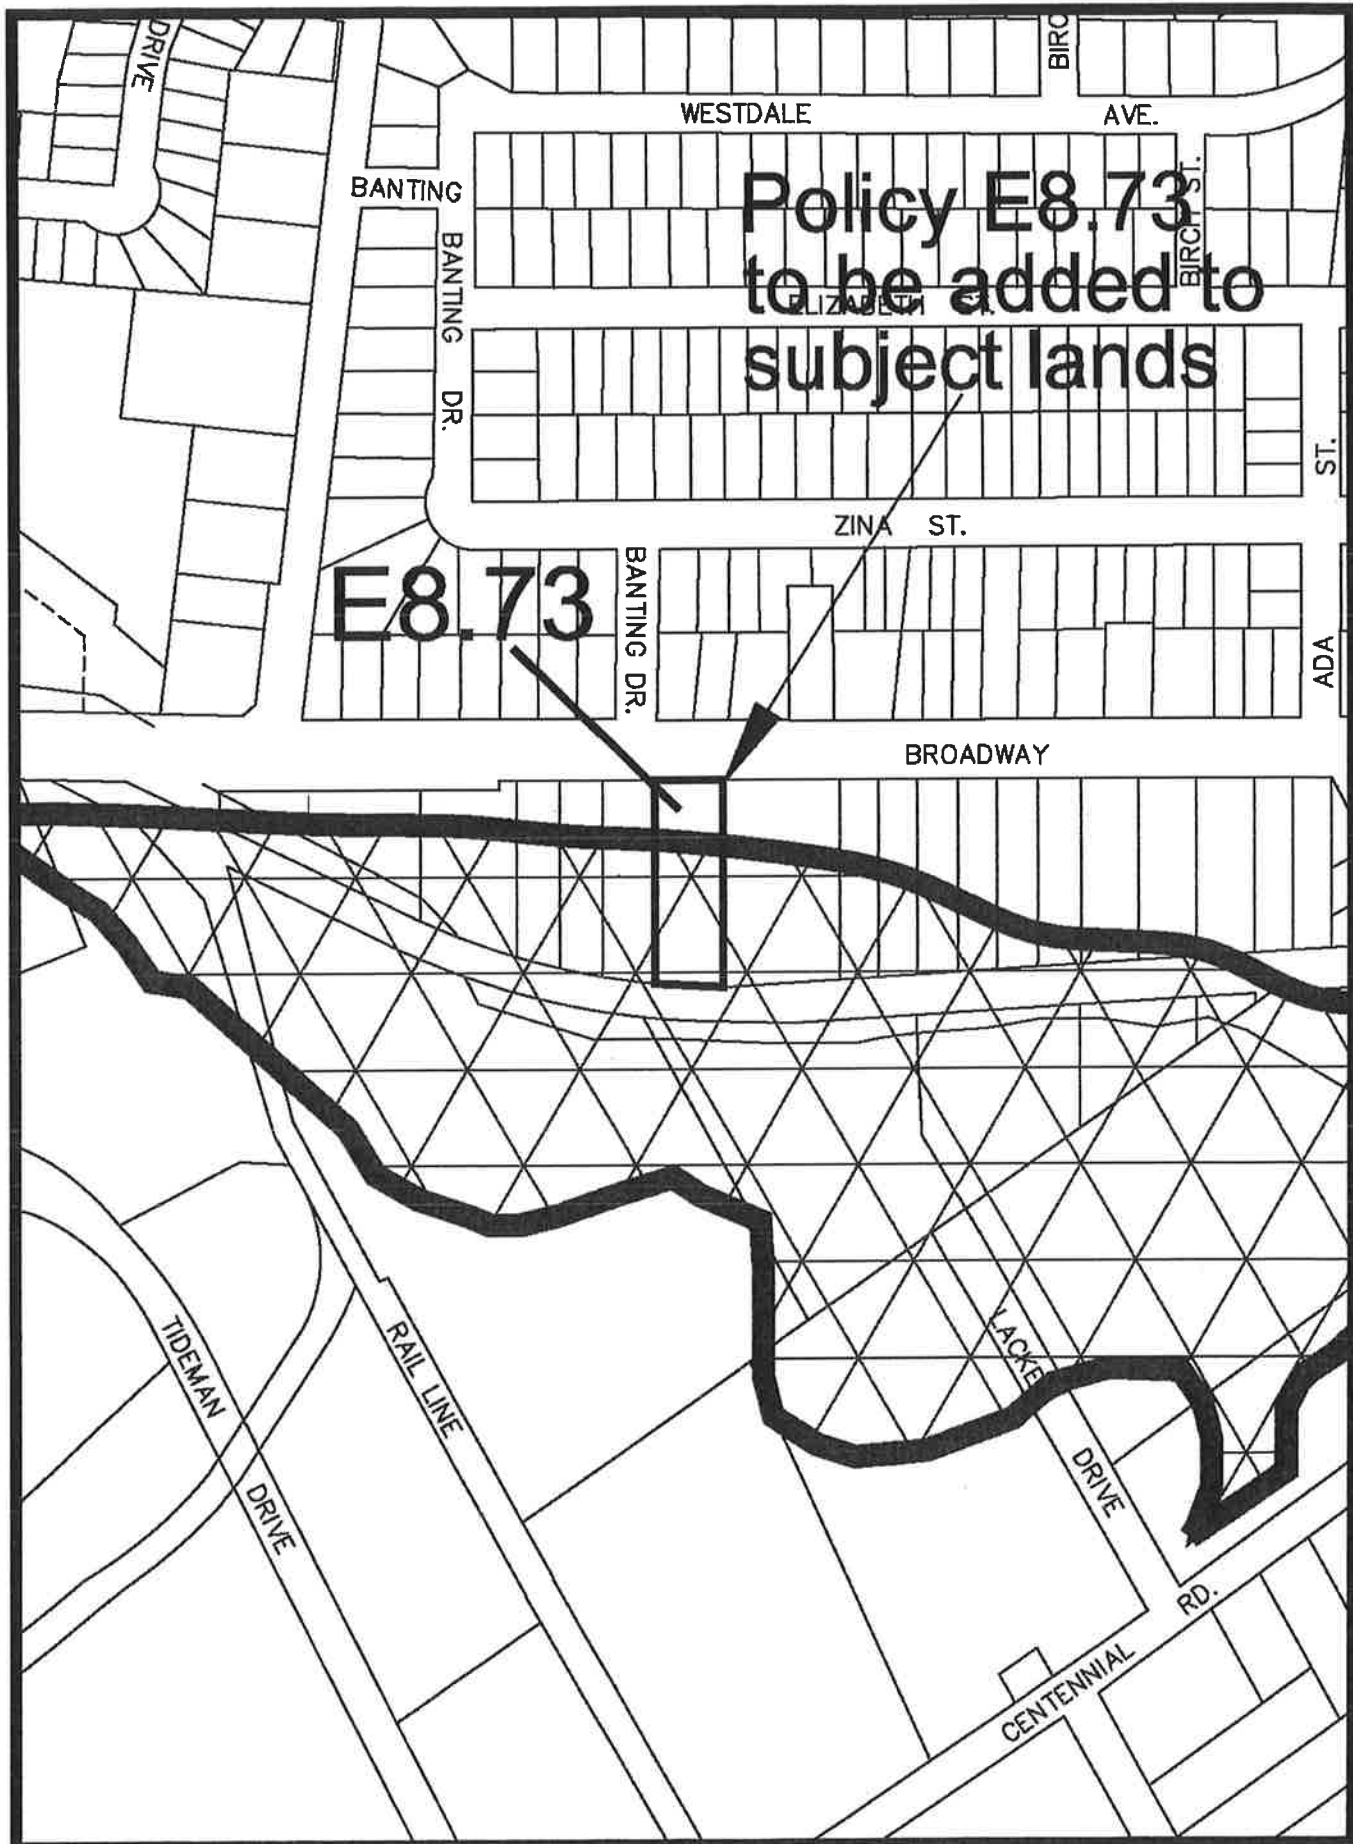 DRIVE
BIRC
WESTDALE AVE.
BANTING
BANTING DR.
Policy E8.73
to be added to
subject lands
BIRCH ST.
ELIZABETH ST.
ST.
ZINA ST.
E8.73
BANTING DR.
ADA
BROADWAY
TIDEMAN
DRIVE
RAIL LINE
LACKE
DRIVE
CENTENNIAL RD.